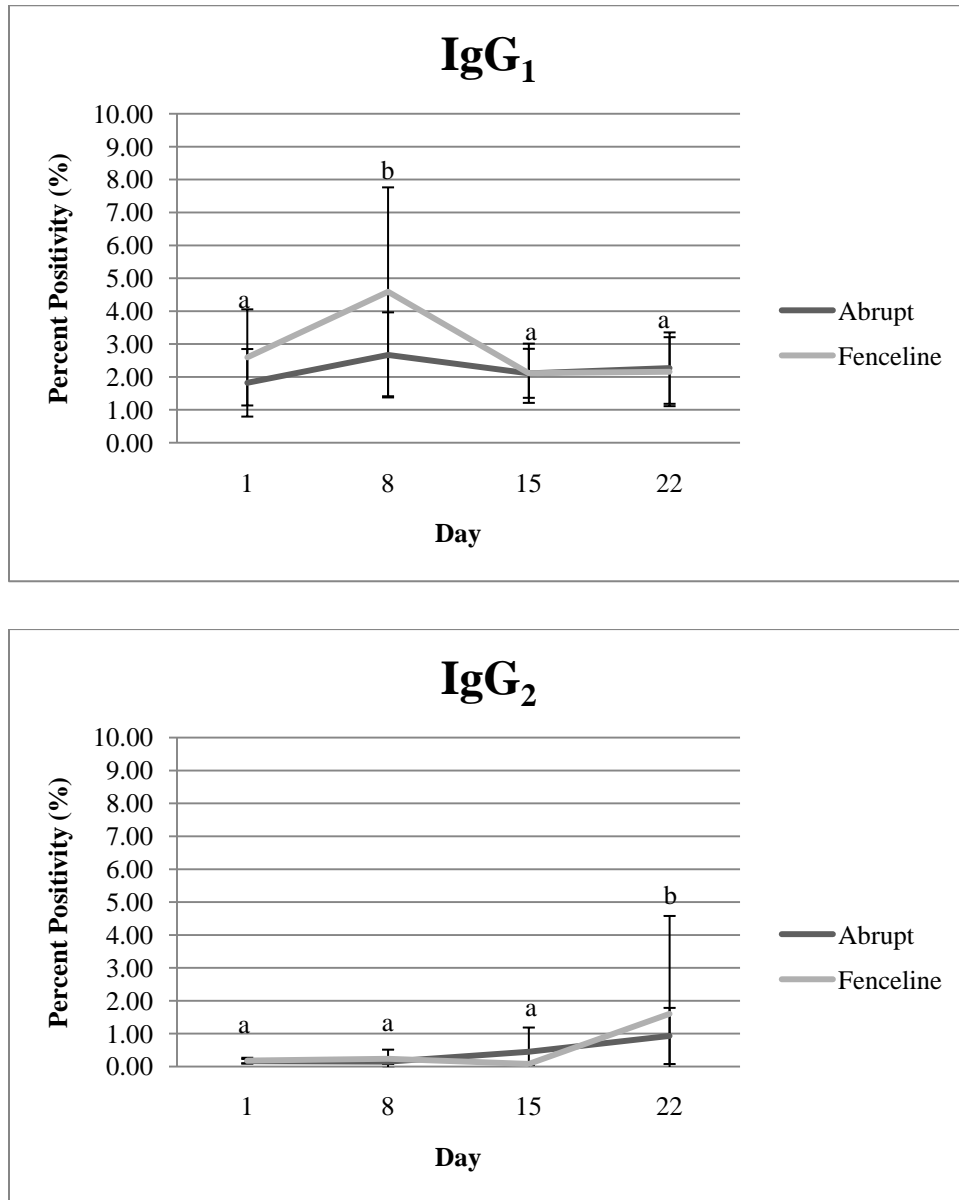 IgG₁
10.00
9.00
8.00
7.00
6.00
5.00
4.00
3.00
2.00
1.00
0.00
Percent Positivity (%)
a
b
a
a
1 8 15 22
Day
Abrupt
Fenceline
IgG₂
10.00
9.00
8.00
7.00
6.00
5.00
4.00
3.00
2.00
1.00
0.00
Percent Positivity (%)
a
a
a
b
1 8 15 22
Day
Abrupt
Fenceline